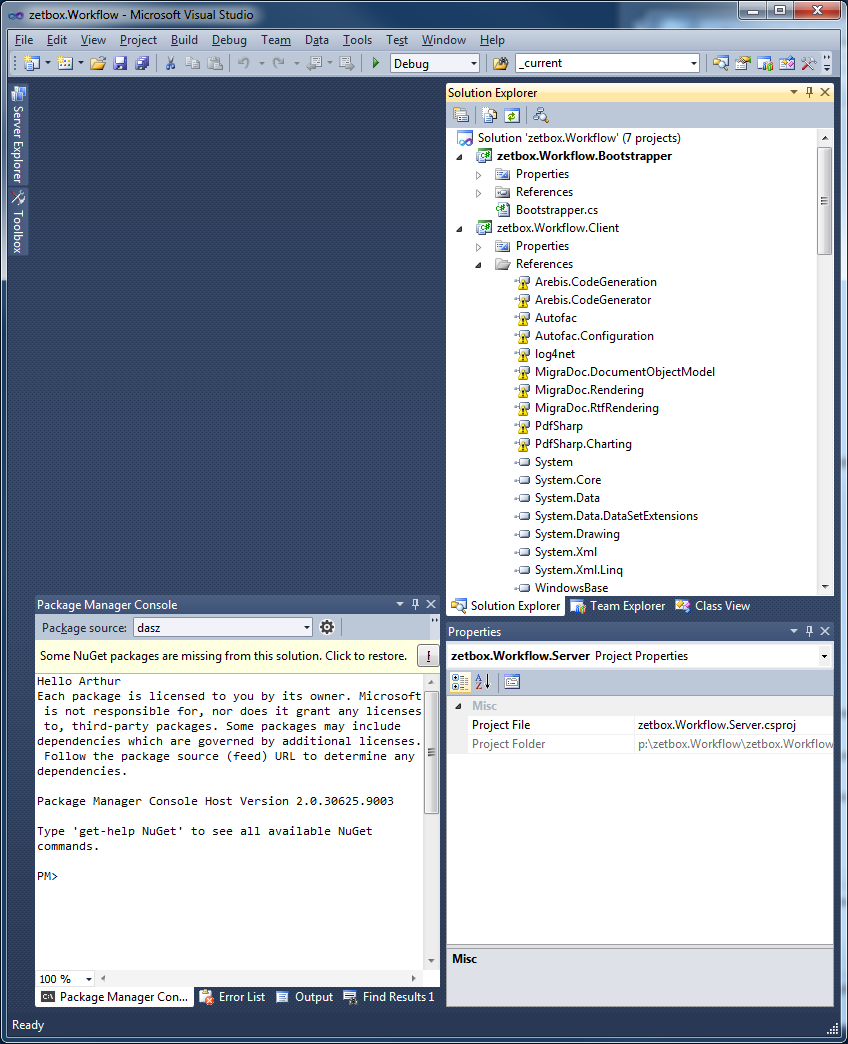 zetbox.Workflow - Microsoft Visual Studio
File Edit View Project Build Debug Team Data Tools Test Window Help
Debug _current
Server Explorer
Toolbox
Solution Explorer
Solution 'zetbox.Workflow' (7 projects)
zetbox.Workflow.Bootstrapper
Properties
References
Bootstrapper.cs
zetbox.Workflow.Client
Properties
References
Arebis.CodeGeneration
Arebis.CodeGenerator
Autofac
Autofac.Configuration
log4net
MigraDoc.DocumentObjectModel
MigraDoc.Rendering
MigraDoc.RtfRendering
PdfSharp
PdfSharp.Charting
System
System.Core
System.Data
System.Data.DataSetExtensions
System.Drawing
System.Xml
System.Xml.Linq
WindowsBase
Solution Explorer Team Explorer Class View
Package Manager Console
Package source: dasz
Some NuGet packages are missing from this solution. Click to restore.
Hello Arthur
Each package is licensed to you by its owner. Microsoft
is not responsible for, nor does it grant any licenses
to, third-party packages. Some packages may include
dependencies which are governed by additional licenses.
Follow the package source (feed) URL to determine any
dependencies.
Package Manager Console Host Version 2.0.30625.9003
Type 'get-help NuGet' to see all available NuGet
commands.
PM>
100 %
Package Manager Con... Error List Output Find Results 1
Properties
zetbox.Workflow.Server Project Properties
Misc
Project File zetbox.Workflow.Server.csproj
Project Folder p:\zetbox.Workflow\zetbox.Workflow
Misc
Ready